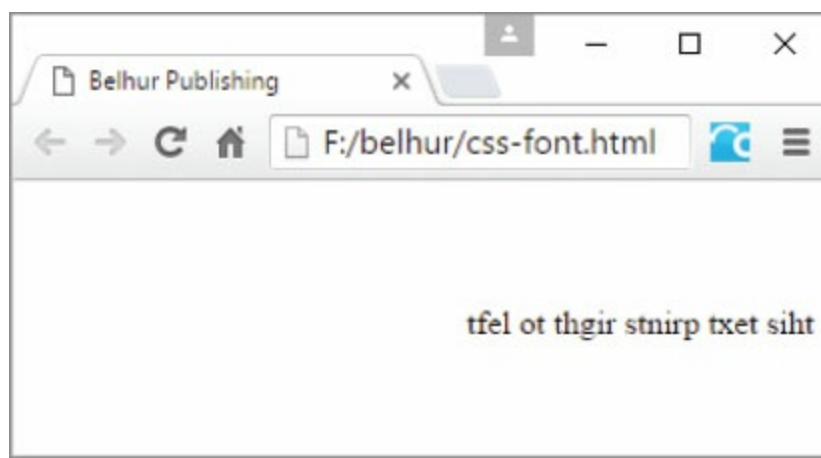 Belhur Publishing
F:/belhur/css-font.html
tfel ot thgir stnirp txet siht